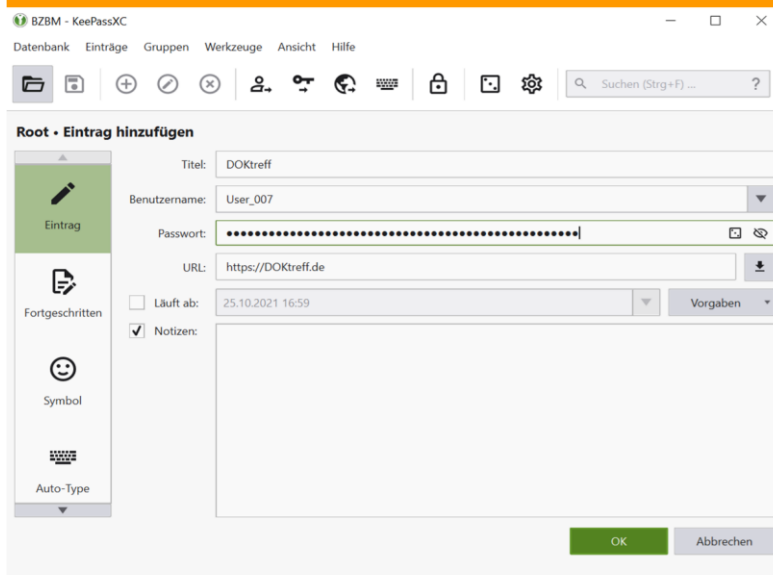 BZBM - KeePassXC
Datenbank Einträge Gruppen Werkzeuge Ansicht Hilfe
Suchen (Strg+F) ... ?
Root • Eintrag hinzufügen
Titel: DOKtreff
Eintrag
Benutzername: User_007
Passwort: ••••••••••••••••••••••••••••••••••••••••••••••••••
URL: https://DOKtreff.de
Fortgeschritten
Läuft ab: 25.10.2021 16:59 Vorgaben
Notizen:
Symbol
Auto-Type
OK Abbrechen